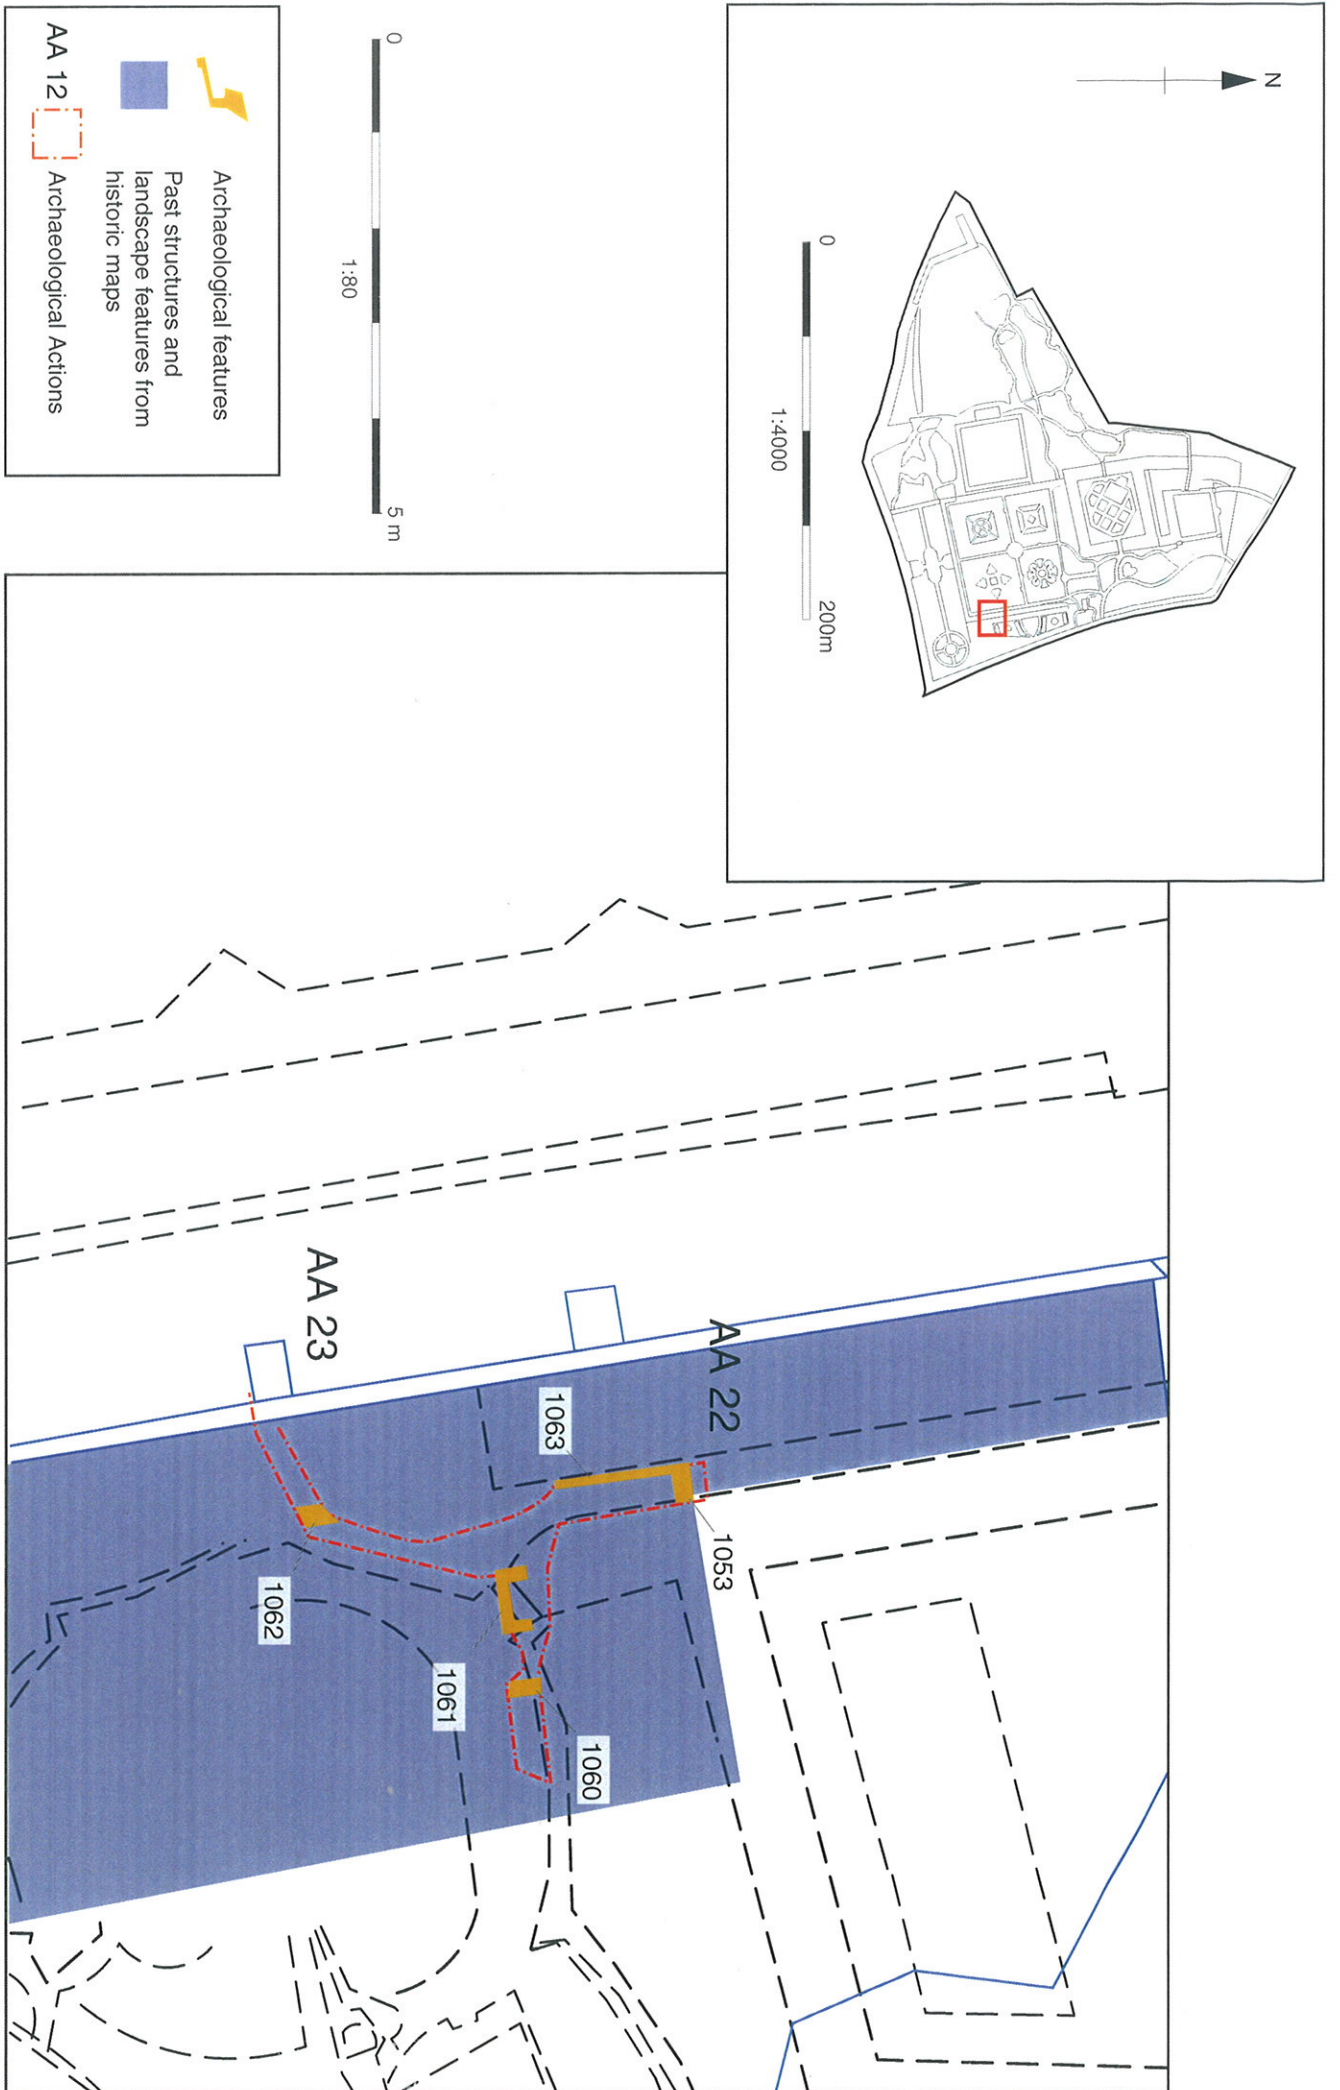 N
0
200m
1:4000
0
5 m
1:80
Archaeological features
Past structures and
landscape features from
historic maps
AA 12
Archaeological Actions
AA 22
AA 23
1063
1053
1062
1061
1060